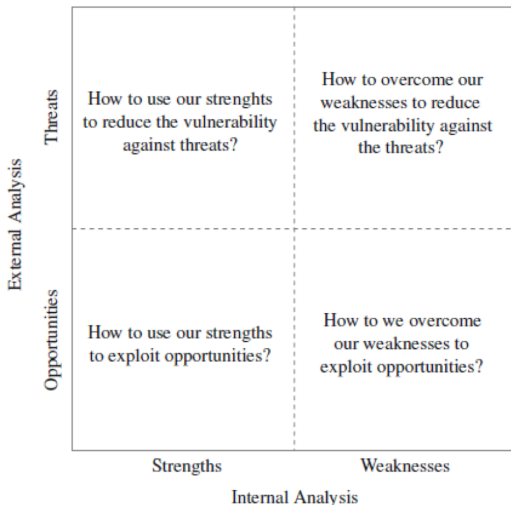 How to use our strenghts
to reduce the vulnerability
against threats?
How to overcome our
weaknesses to reduce
the vulnerability against
the threats?
Threats
External Analysis
Opportunities
How to use our strengths
to exploit opportunities?
How to we overcome
our weaknesses to
exploit opportunities?
Strengths
Weaknesses
Internal Analysis